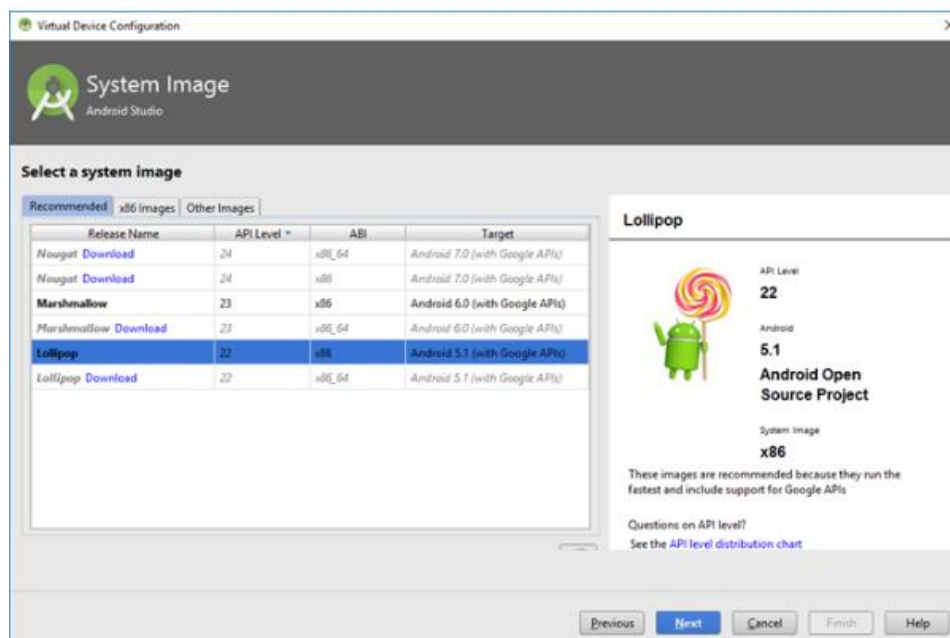 Virtual Device Configuration
System Image
Android Studio
Select a system image
Recommended x86 Images Other Images
Release Name API Level ABI Target
Nougat Download 24 x86_64 Android 7.0 (with Google APIs)
Nougat Download 24 x86 Android 7.0 (with Google APIs)
Marshmallow 23 x86 Android 6.0 (with Google APIs)
Marshmallow Download 23 x86_64 Android 6.0 (with Google APIs)
Lollipop 22 x86 Android 5.1 (with Google APIs)
Lollipop Download 22 x86_64 Android 5.1 (with Google APIs)
Lollipop
API Level
22
Android
5.1
Android Open
Source Project
System Image
x86
These images are recommended because they run the
fastest and include support for Google APIs
Questions on API level?
See the API level distribution chart
Previous Next Cancel Finish Help